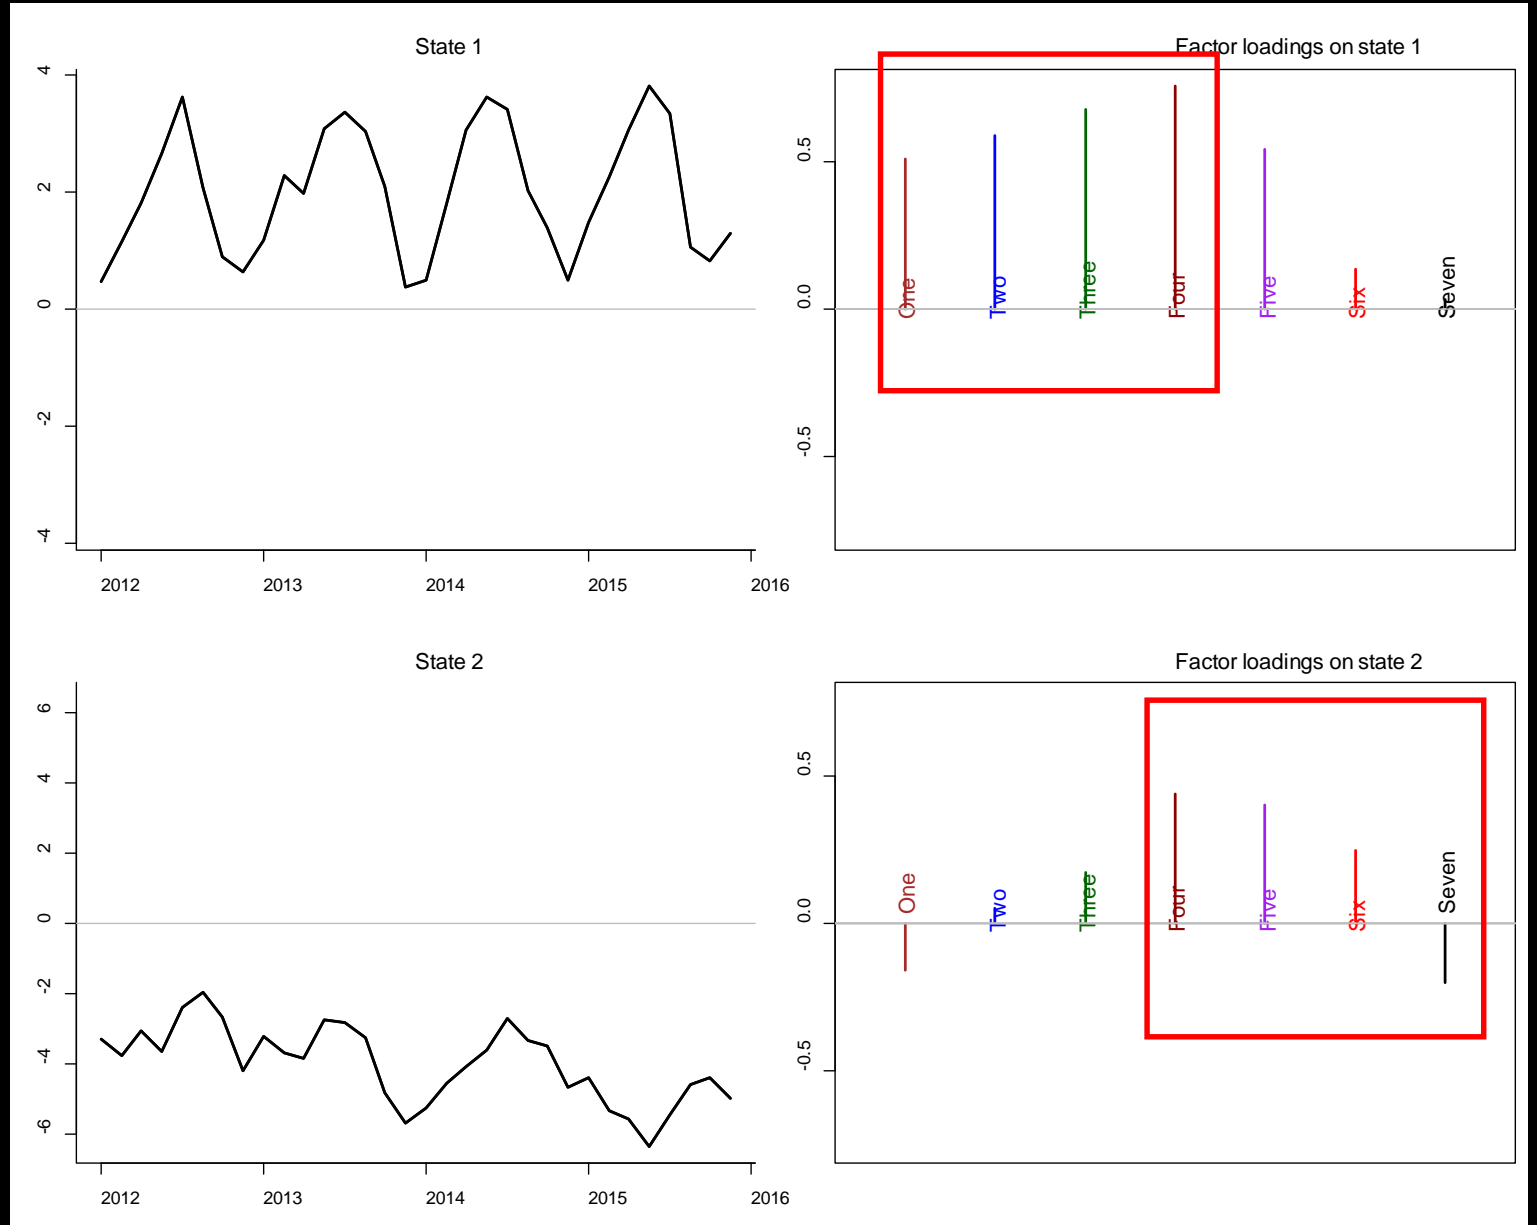 State 1
4
2
0
-2
-4
2012 2013 2014 2015 2016
Factor loadings on state 1
0.5
0.0
-0.5
One Two Three Four Five Six Seven
State 2
6
4
2
0
-2
-4
-6
2012 2013 2014 2015 2016
Factor loadings on state 2
0.5
0.0
-0.5
One Two Three Four Five Six Seven